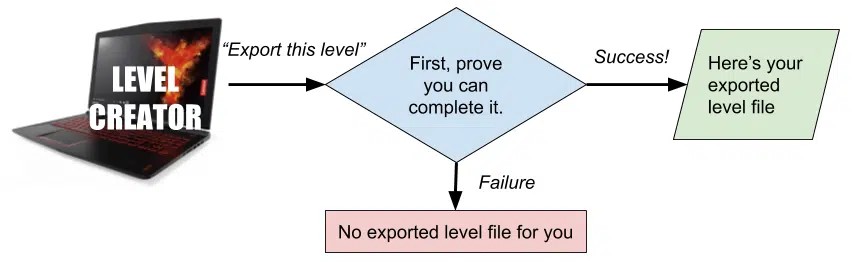 LEVEL
CREATOR
“Export this level”
First, prove
you can
complete it.
Success!
Here’s your
exported
level file
Failure
No exported level file for you